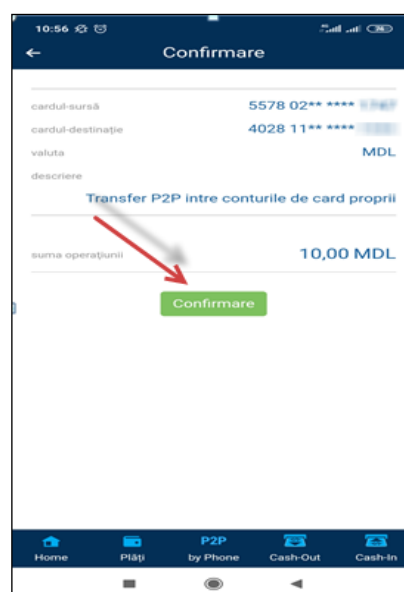 10:56
Confirmare
cardul-sursă 5578 02** ****
cardul-destinație 4028 11** ****
valuta MDL
descriere
Transfer P2P intre conturile de card proprii
suma operațiunii 10,00 MDL
Confirmare
P2P
Home Plăți by Phone Cash-Out Cash-In